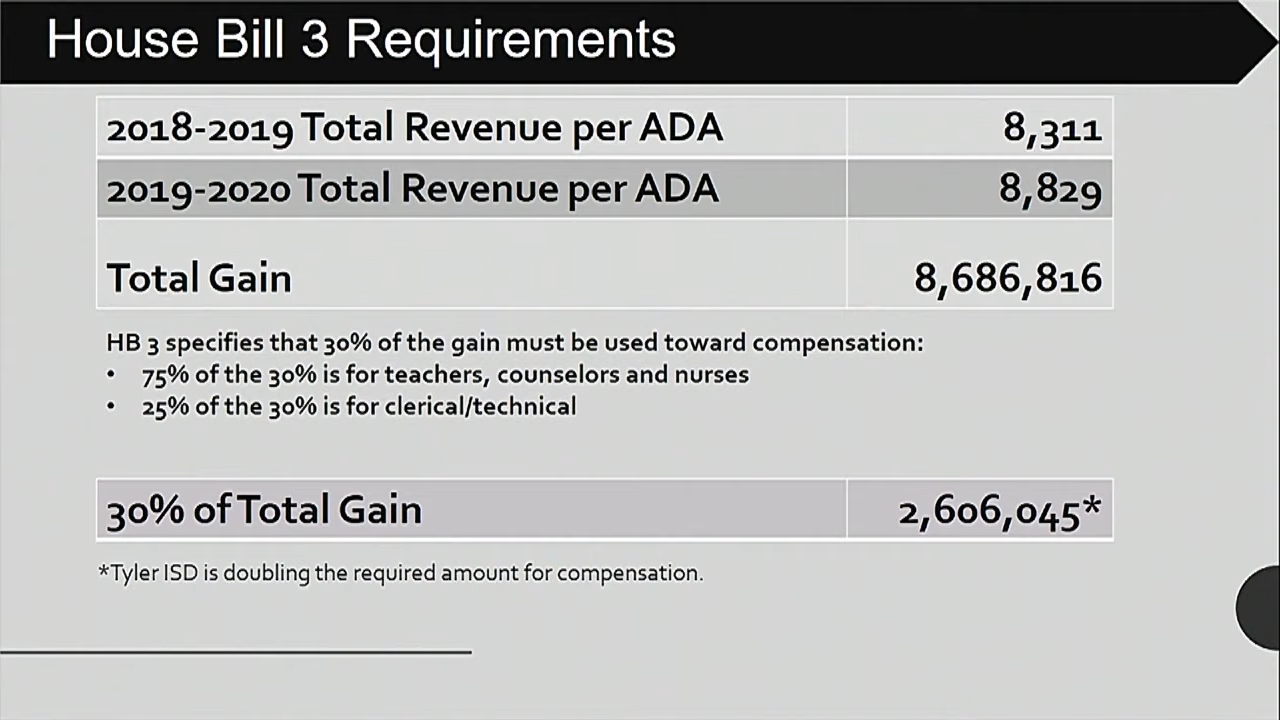 House Bill 3 Requirements
2018-2019 Total Revenue per ADA 8,311
2019-2020 Total Revenue per ADA 8,829
Total Gain 8,686,816
HB 3 specifies that 30% of the gain must be used toward compensation:
• 75% of the 30% is for teachers, counselors and nurses
• 25% of the 30% is for clerical/technical
30% of Total Gain 2,606,045*
*Tyler ISD is doubling the required amount for compensation.